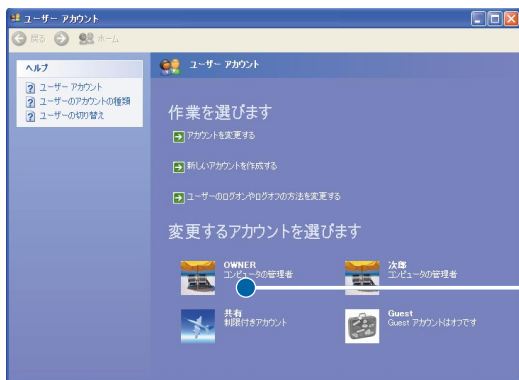 ユーザー アカウント
戻る
ホーム
ヘルプ
ユーザー アカウント
ユーザーのアカウントの種類
ユーザーの切り替え
ユーザー アカウント
作業を選びます
アカウントを変更する
新しいアカウントを作成する
ユーザーのログオンやログオフの方法を変更する
変更するアカウントを選びます
OWNER
コンピュータの管理者
次郎
コンピュータの管理者
共有
制限付きアカウント
Guest
Guest アカウントはオフです